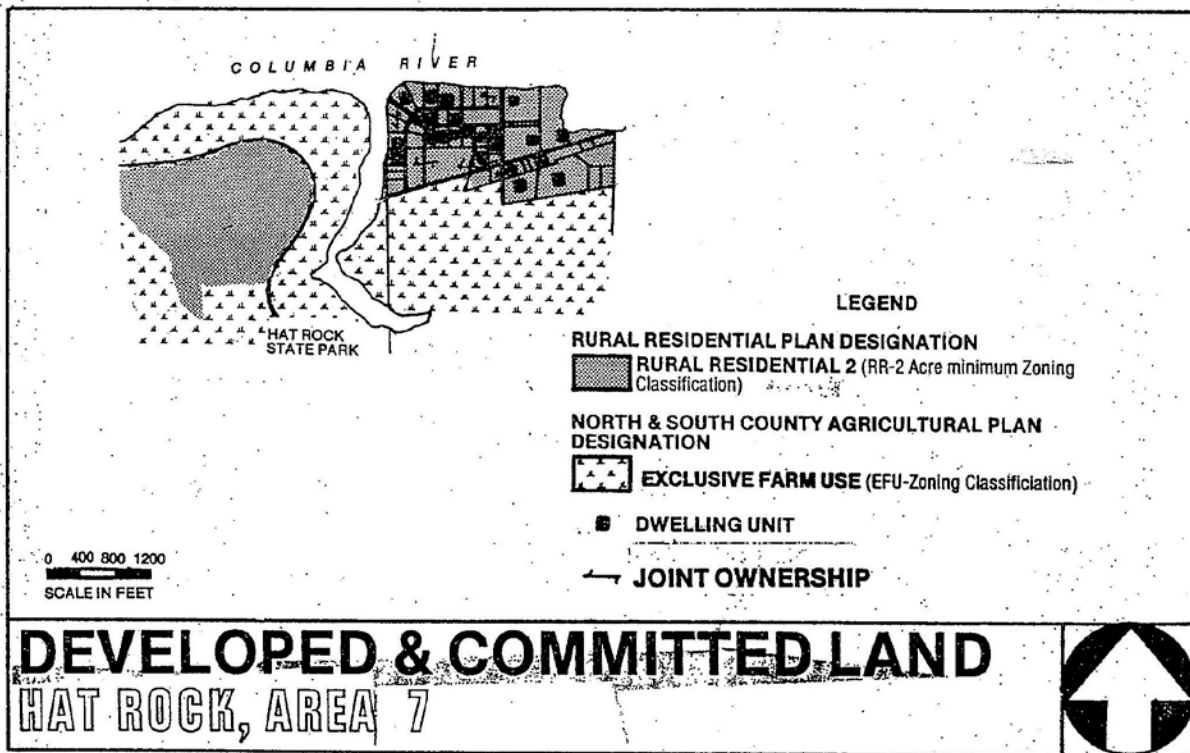 COLUMBIA RIVER
HAT ROCK
STATE PARK
LEGEND
RURAL RESIDENTIAL PLAN DESIGNATION
RURAL RESIDENTIAL 2 (RR-2 Acre minimum Zoning
Classification)
NORTH & SOUTH COUNTY AGRICULTURAL PLAN
DESIGNATION
EXCLUSIVE FARM USE (EFU-Zoning Classificiation)
DWELLING UNIT
JOINT OWNERSHIP
0 400 800 1200
SCALE IN FEET
DEVELOPED & COMMITTED LAND
HAT ROCK, AREA 7